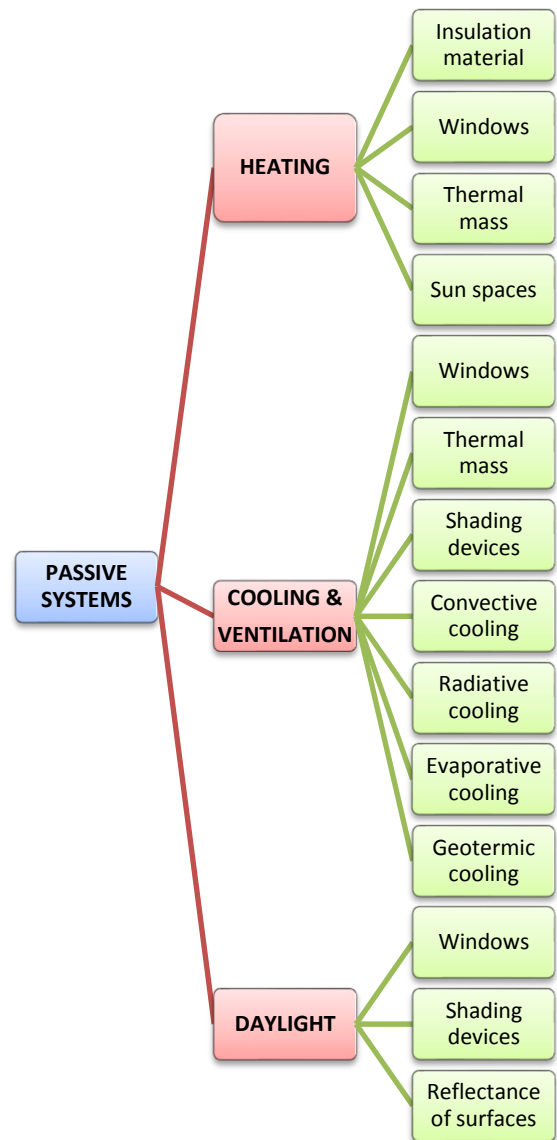 PASSIVE
SYSTEMS
HEATING
Insulation
material
Windows
Thermal
mass
Sun spaces
COOLING &
VENTILATION
Windows
Thermal
mass
Shading
devices
Convective
cooling
Radiative
cooling
Evaporative
cooling
Geotermic
cooling
DAYLIGHT
Windows
Shading
devices
Reflectance
of surfaces